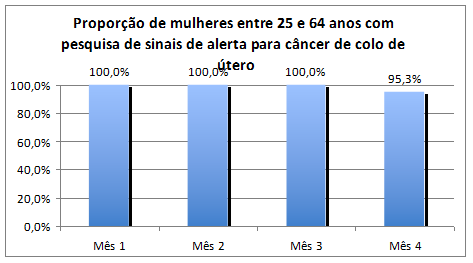 Proporção de mulheres entre 25 e 64 anos com
pesquisa de sinais de alerta para câncer de colo de
útero
100,0% 100,0% 100,0% 95,3%
100,0%
80,0%
60,0%
40,0%
20,0%
0,0%
Mês 1 Mês 2 Mês 3 Mês 4